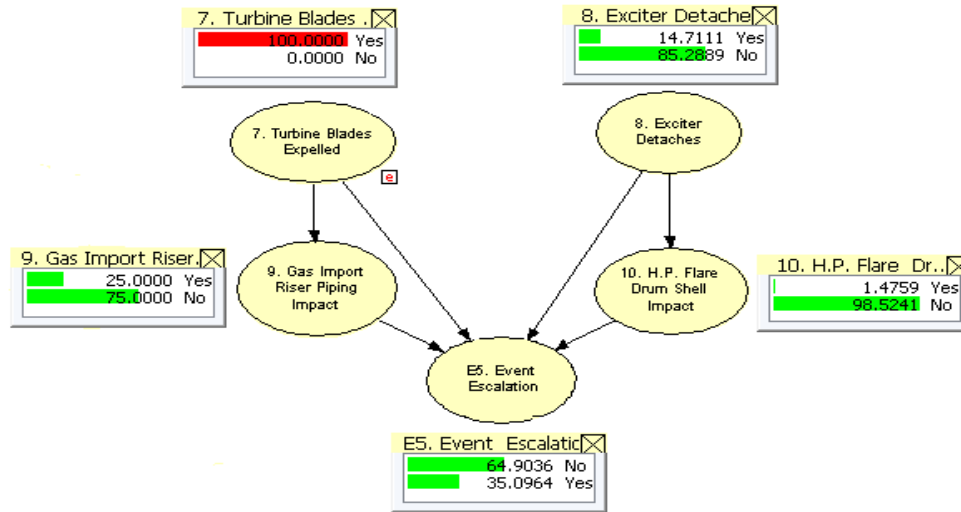 7. Turbine Blades .
100.0000 Yes
0.0000 No
8. Exciter Detache
14.7111 Yes
85.2889 No
7. Turbine Blades
Expelled
e
8. Exciter
Detaches
9. Gas Import Riser.
25.0000 Yes
75.0000 No
9. Gas Import
Riser Piping
Impact
10. H.P. Flare
Drum Shell
Impact
10. H.P. Flare Dr..
1.4759 Yes
98.5241 No
E5. Event
Escalation
E5. Event Escalatic
64.9036 No
35.0964 Yes